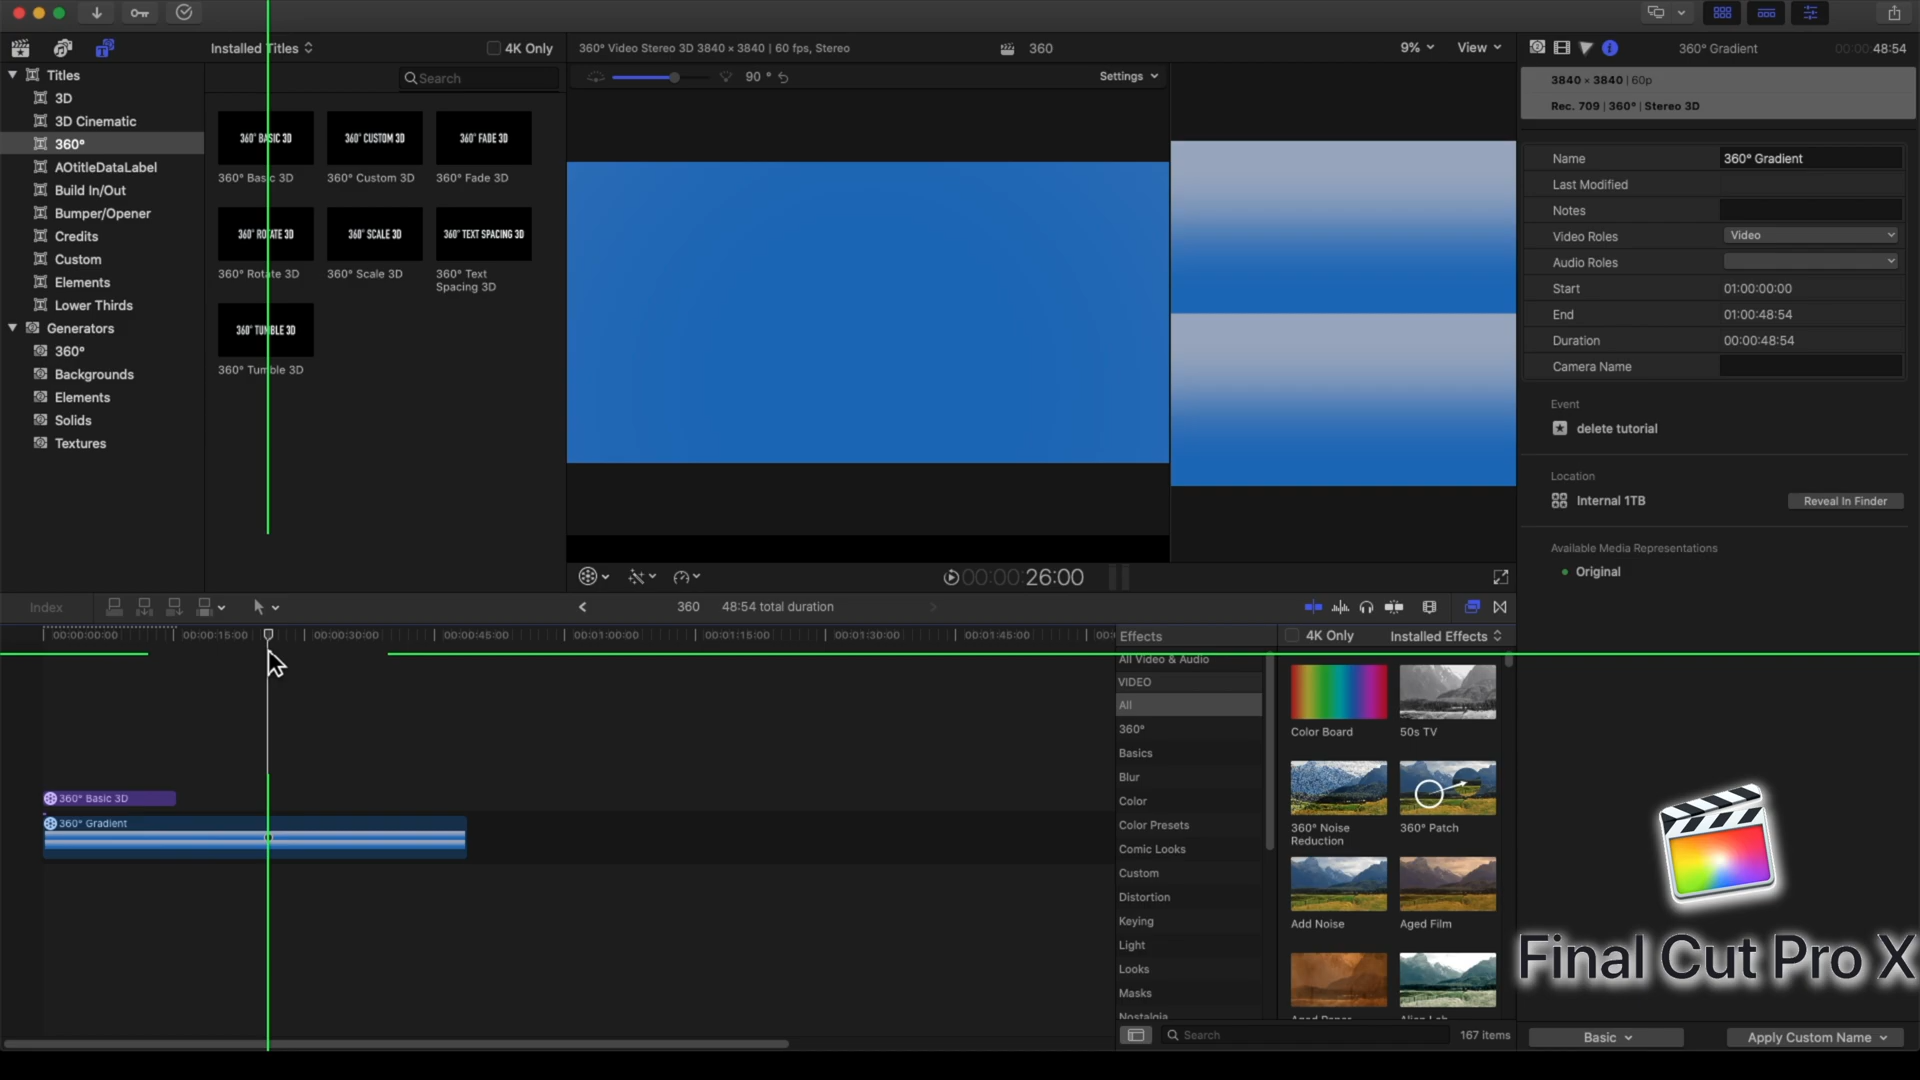 Installed Titles
4K Only
360° Video Stereo 3D 3840 × 3840 | 60 fps, Stereo
360
9%
View
360° Gradient
00:00:48:54
Titles
3D
3D Cinematic
360°
AOtitleDataLabel
Build In/Out
Bumper/Opener
Credits
Custom
Elements
Lower Thirds
Generators
360°
Backgrounds
Elements
Solids
Textures
Search
360° BASIC 3D
360° CUSTOM 3D
360° FADE 3D
360° Basic 3D
360° Custom 3D
360° Fade 3D
360° ROTATE 3D
360° SCALE 3D
360° TEXT SPACING 3D
360° Rotate 3D
360° Scale 3D
360° Text
Spacing 3D
360° TUMBLE 3D
360° Tumble 3D
90 °
Settings
3840 × 3840 | 60p
Rec. 709 | 360° | Stereo 3D
Name
360° Gradient
Last Modified
Notes
Video Roles
Video
Audio Roles
Start
01:00:00:00
End
01:00:48:54
Duration
00:00:48:54
Camera Name
Event
delete tutorial
Location
Internal 1TB
Reveal In Finder
Available Media Representations
Original
00:00:26:00
Index
360
48:54 total duration
00:00:00:00
00:00:15:00
00:00:30:00
00:00:45:00
00:01:00:00
00:01:15:00
00:01:30:00
00:01:45:00
00:0
360° Basic 3D
360° Gradient
Effects
4K Only
Installed Effects
All Video & Audio
VIDEO
All
360°
Basics
Blur
Color
Color Presets
Comic Looks
Custom
Distortion
Keying
Light
Looks
Masks
Nostalgia
Color Board
50s TV
360° Noise
Reduction
360° Patch
Add Noise
Aged Film
Aged Paper
Alien Lab
Search
167 items
Final Cut Pro X
Basic
Apply Custom Name